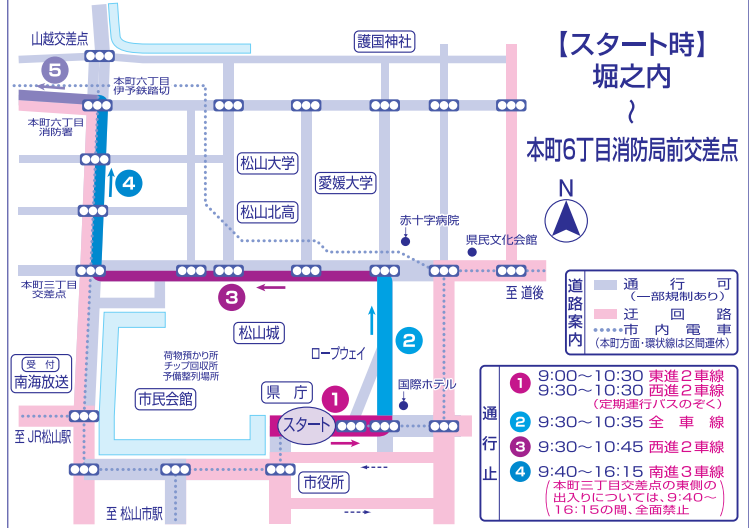 【スタート時】
堀之内
～
本町6丁目消防局前交差点
山越交差点
護国神社
5
本町六丁目
伊予鉄踏切
本町六丁目
消防署
4
松山大学
愛媛大学
松山北高
赤十字病院
県民文化会館
N
本町三丁目
交差点
至 道後
3
松山城
2
ロープウェイ
荷物預かり所
チップ回収所
予備整列場所
受 付
南海放送
市民会館
県 庁
国際ホテル
1
スタート
至 JR松山駅
市役所
至 松山市駅
道路案内
通行可
(一部規制あり)
迂回路
市内電車
(本町方面・環状線は区間運休)
通行止
1 9:00～10:30 東進2車線
9:30～10:30 西進2車線
(定期運行バスのぞく)
2 9:30～10:35 全車線
3 9:30～10:45 西進2車線
4 9:40～16:15 南進3車線
(本町三丁目交差点の東側の
出入りについては、9:40～
16:15の間、全面禁止)